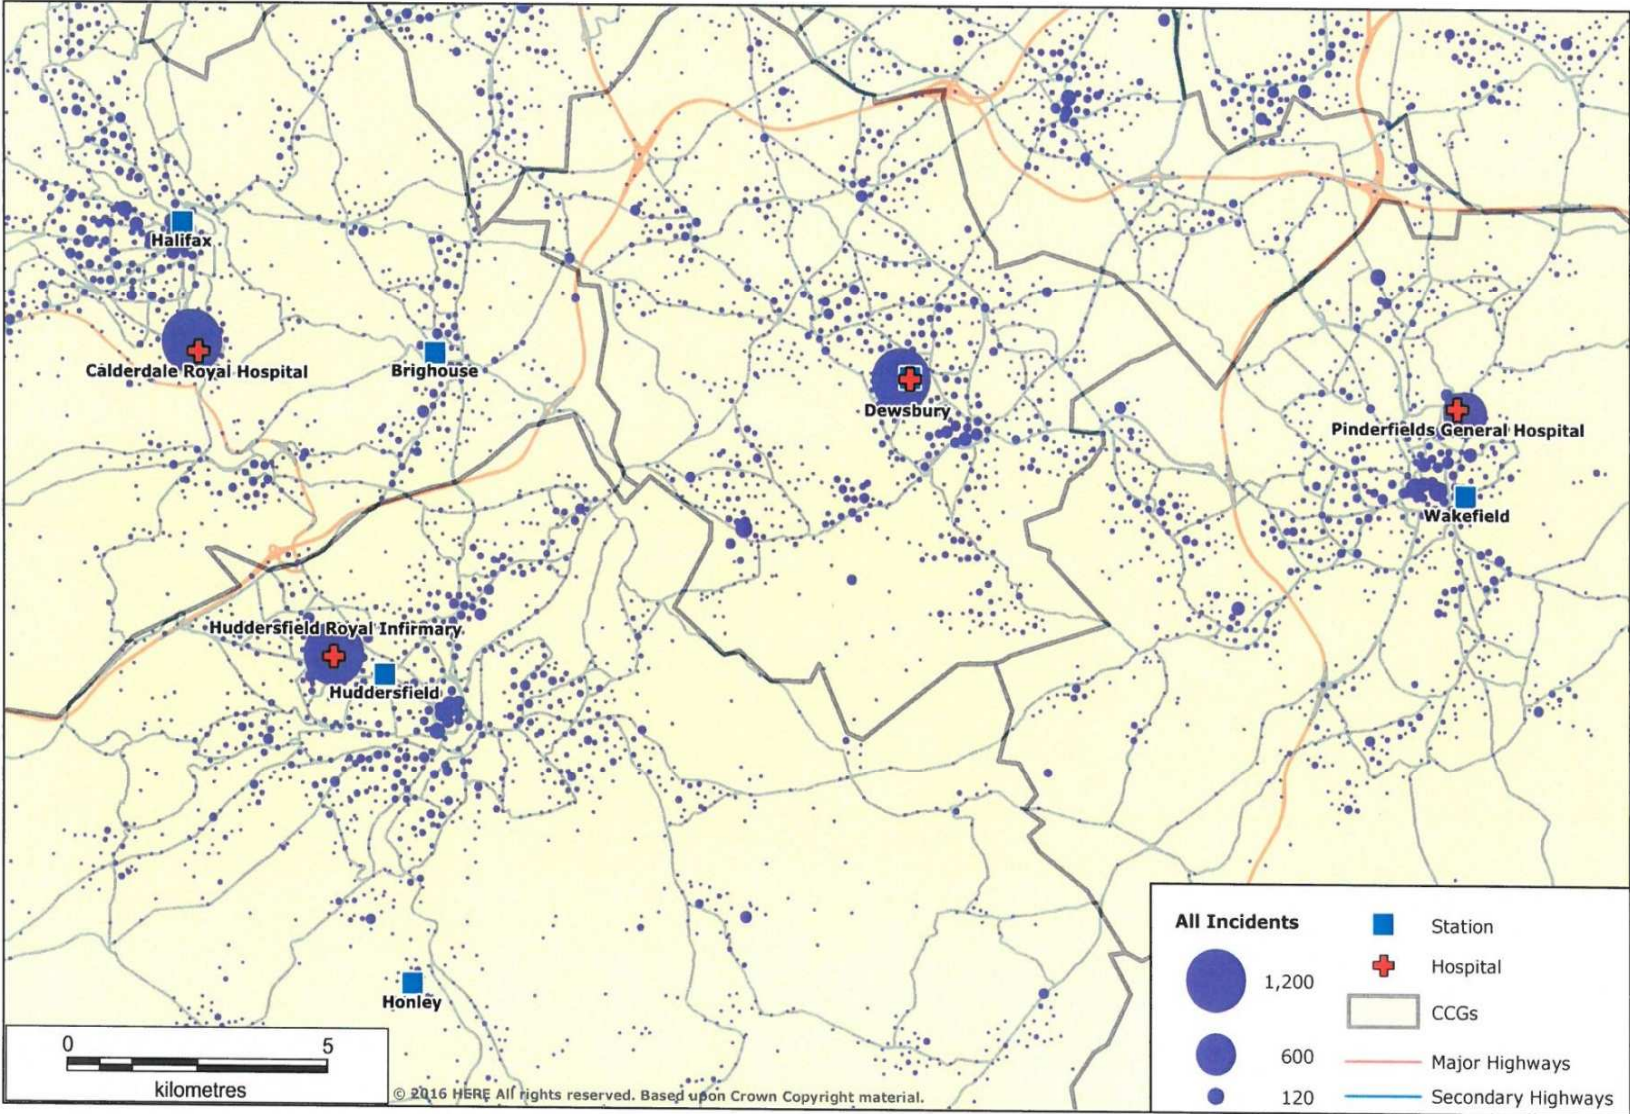 Halifax
Calderdale Royal Hospital
Brighouse
Dewsbury
Pinderfields General Hospital
Wakefield
Huddersfield Royal Infirmary
Huddersfield
Honley
All Incidents
1,200
600
120
Station
Hospital
CCGs
Major Highways
Secondary Highways
0 5
kilometres
© 2016 HERE All rights reserved. Based upon Crown Copyright material.